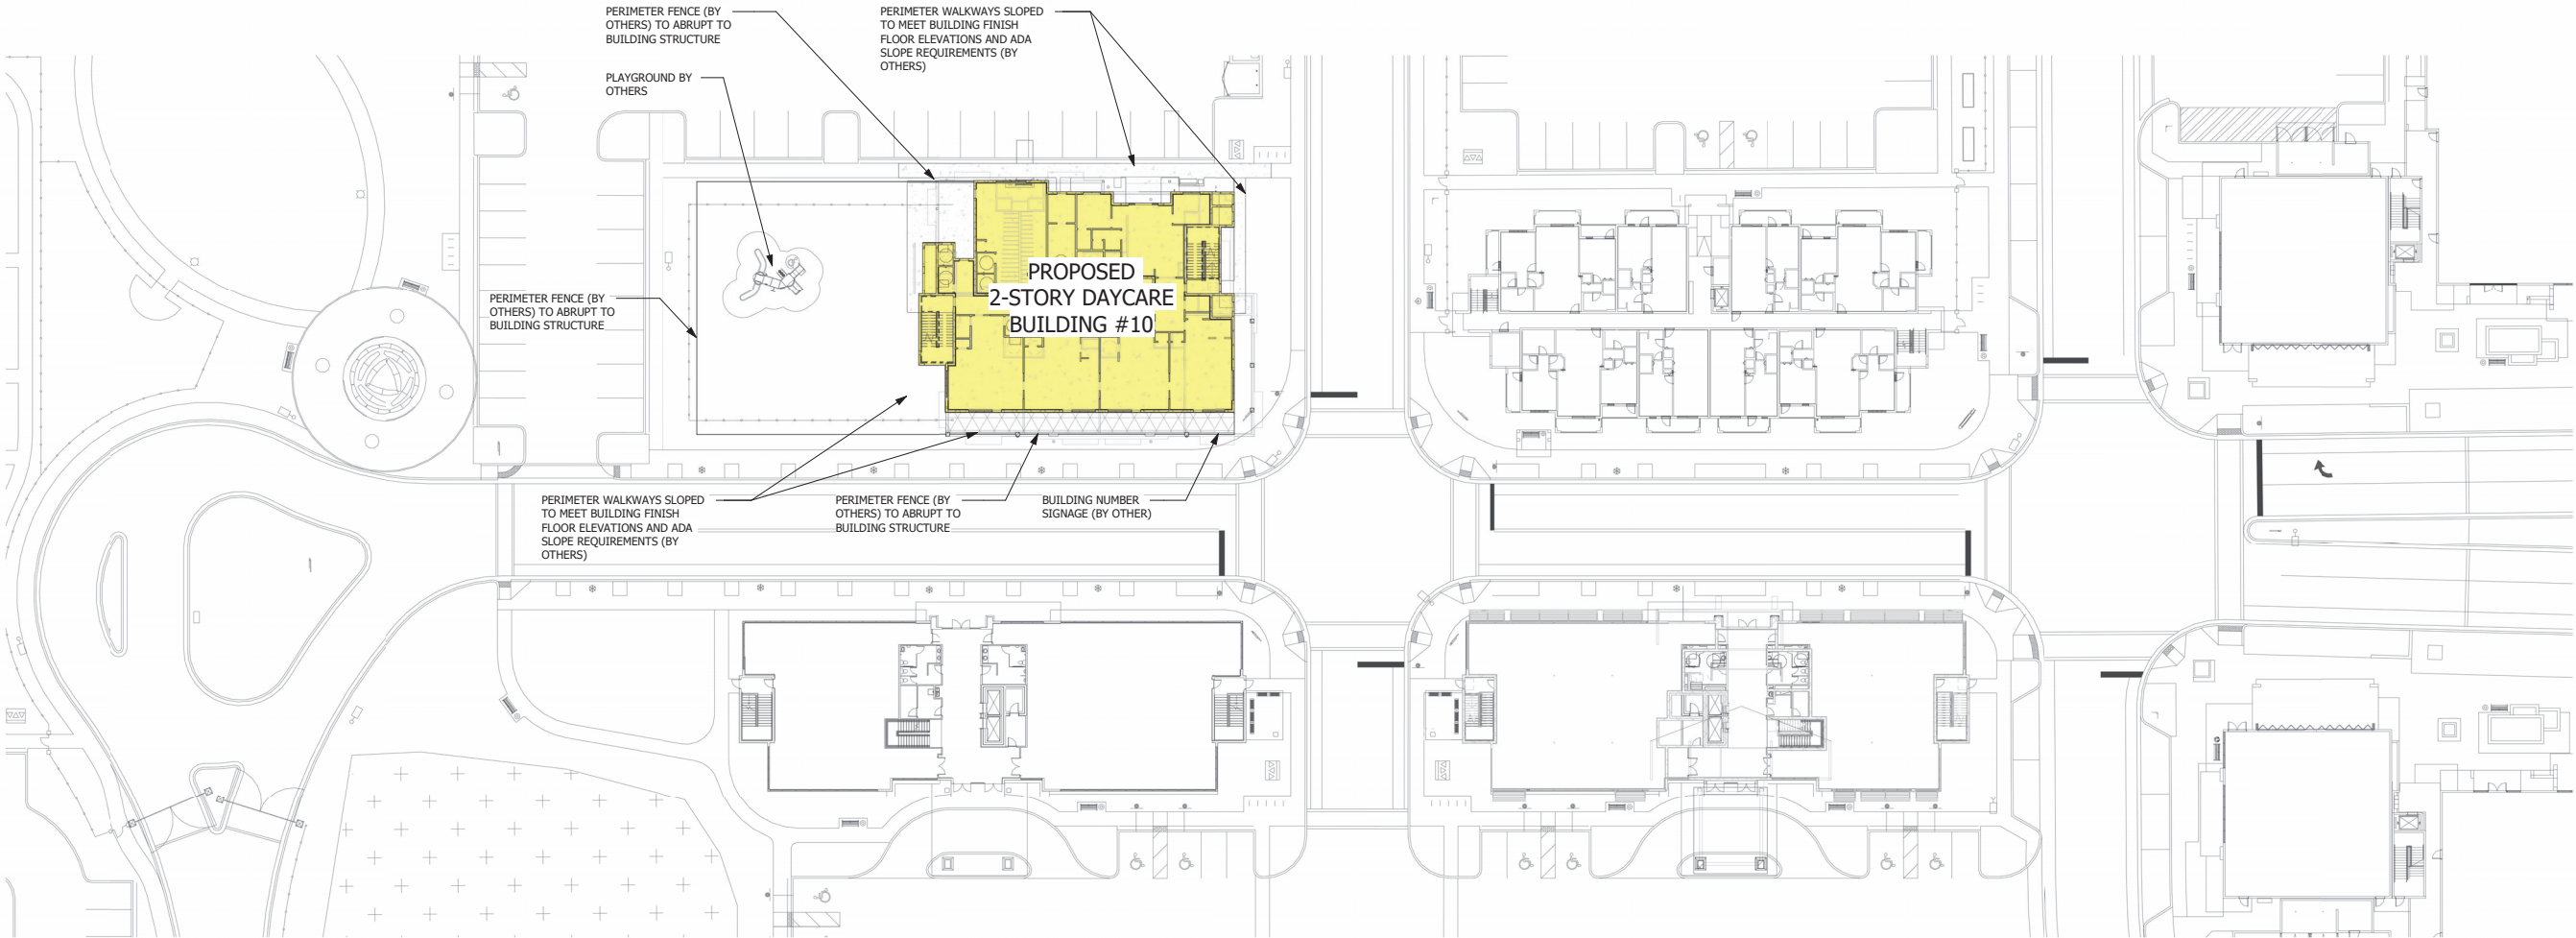 PERIMETER FENCE (BY
OTHERS) TO ABRUPT TO
BUILDING STRUCTURE
PERIMETER WALKWAYS SLOPED
TO MEET BUILDING FINISH
FLOOR ELEVATIONS AND ADA
SLOPE REQUIREMENTS (BY
OTHERS)
PLAYGROUND BY
OTHERS
PROPOSED
2-STORY DAYCARE
BUILDING #10
PERIMETER FENCE (BY
OTHERS) TO ABRUPT TO
BUILDING STRUCTURE
PERIMETER WALKWAYS SLOPED
TO MEET BUILDING FINISH
FLOOR ELEVATIONS AND ADA
SLOPE REQUIREMENTS (BY
OTHERS)
PERIMETER FENCE (BY
OTHERS) TO ABRUPT TO
BUILDING STRUCTURE
BUILDING NUMBER
SIGNAGE (BY OTHER)